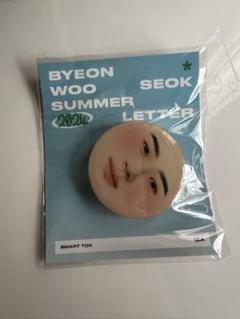 BYEON
WOO SEOK
SUMMER
2024 LETTER
SMART TOK